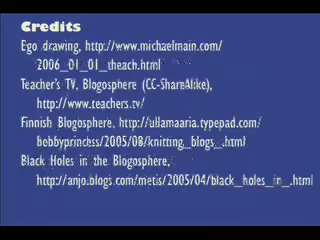 Credits
Ego drawing, http://www.michaelmain.com/
2006_01_01_theach.html
Teacher's TV, Blogosphere (CC-ShareAlike),
http://www.teachers.tv/
Finnish Blogosphere, http://ullamaaria.typepad.com/
hobbyprincess/2005/08/knitting_blogs_.html
Black Holes in the Blogosphere,
http://anjo.blogs.com/metis/2005/04/black_holes_in_.html